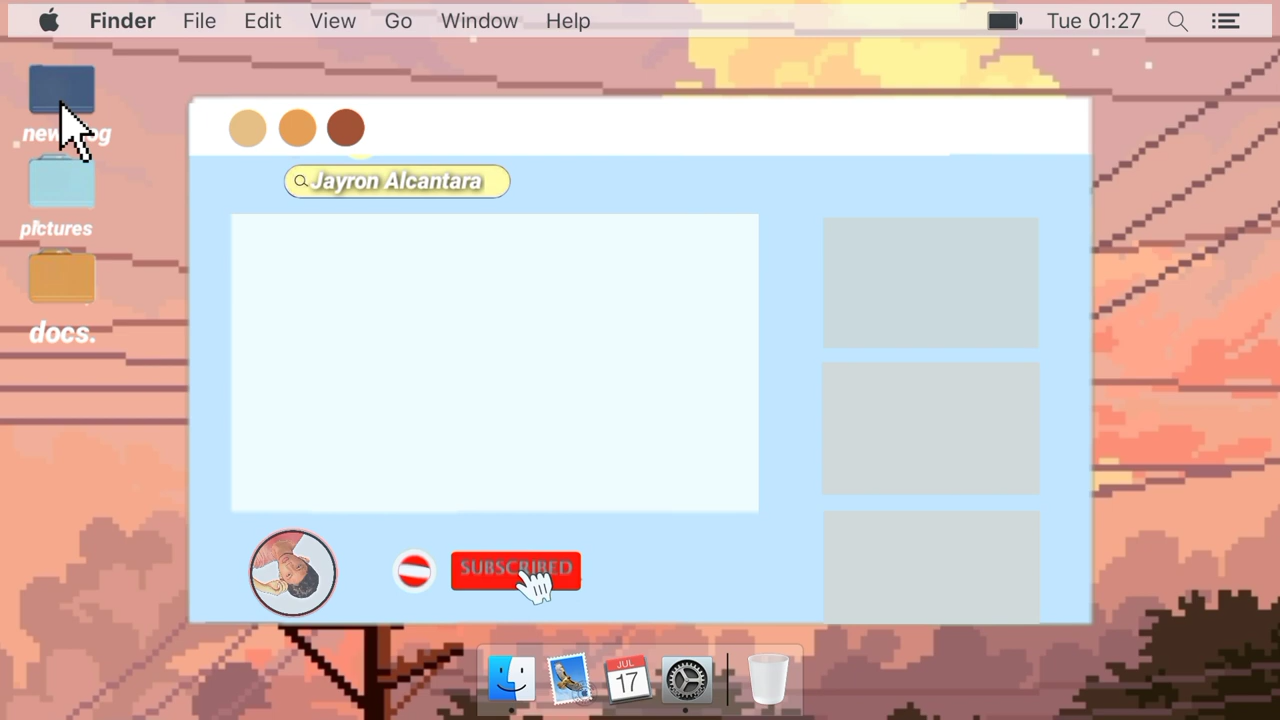 Finder File Edit View Go Window Help Tue 01:27
pictures
docs.
Jayron Alcantara
SUBSCRIBED
JUL
17